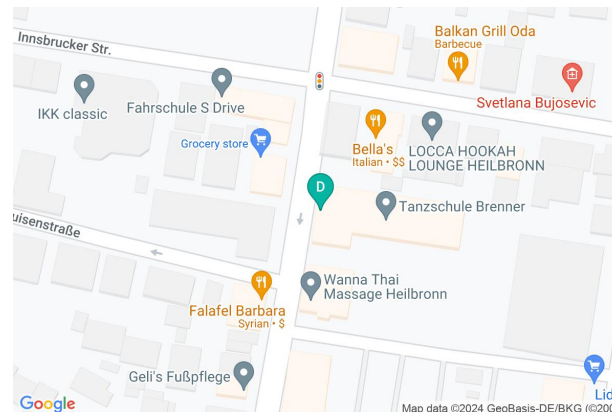 Innsbrucker Str.
Balkan Grill Oda
Barbecue
Svetlana Bujosevic
IKK classic
Fahrschule S Drive
Grocery store
Bella's
Italian • $$
LOCCA HOOKAH
LOUNGE HEILBRONN
D
Tanzschule Brenner
uisenstraße
Wanna Thai
Massage Heilbronn
Falafel Barbara
Syrian • $
Geli's Fußpflege
Lid
Google
Map data ©2024 GeoBasis-DE/BKG (©200